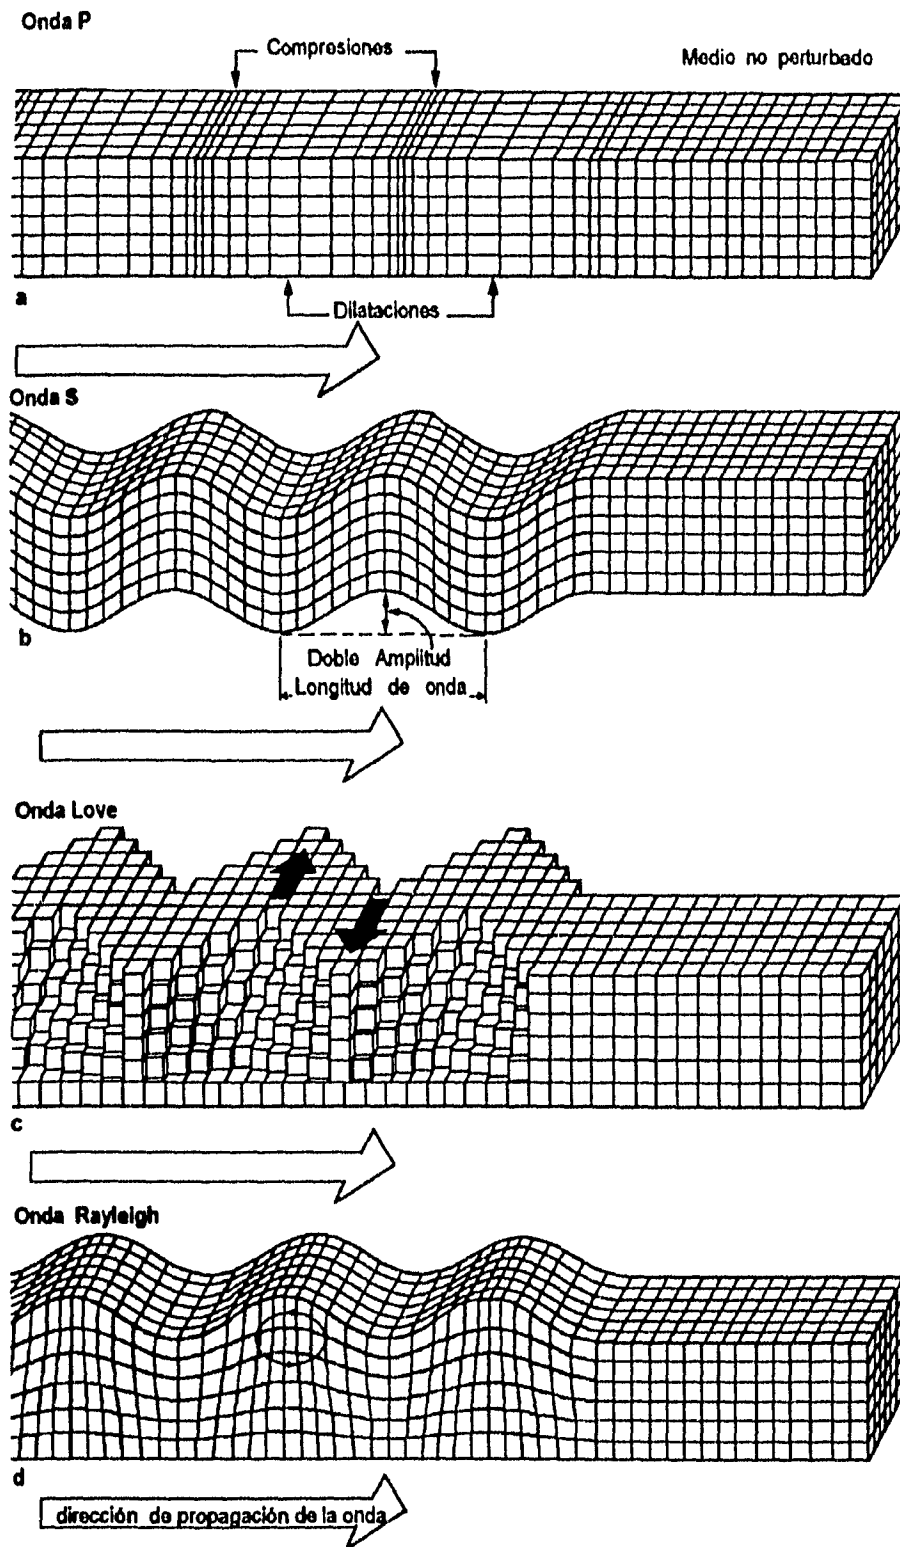 Onda P
Compresiones
Medio no perturbado
a
Dilataciones
Onda S
b
Doble Amplitud
Longitud de onda
Onda Love
c
Onda Rayleigh
d
dirección de propagación de la onda